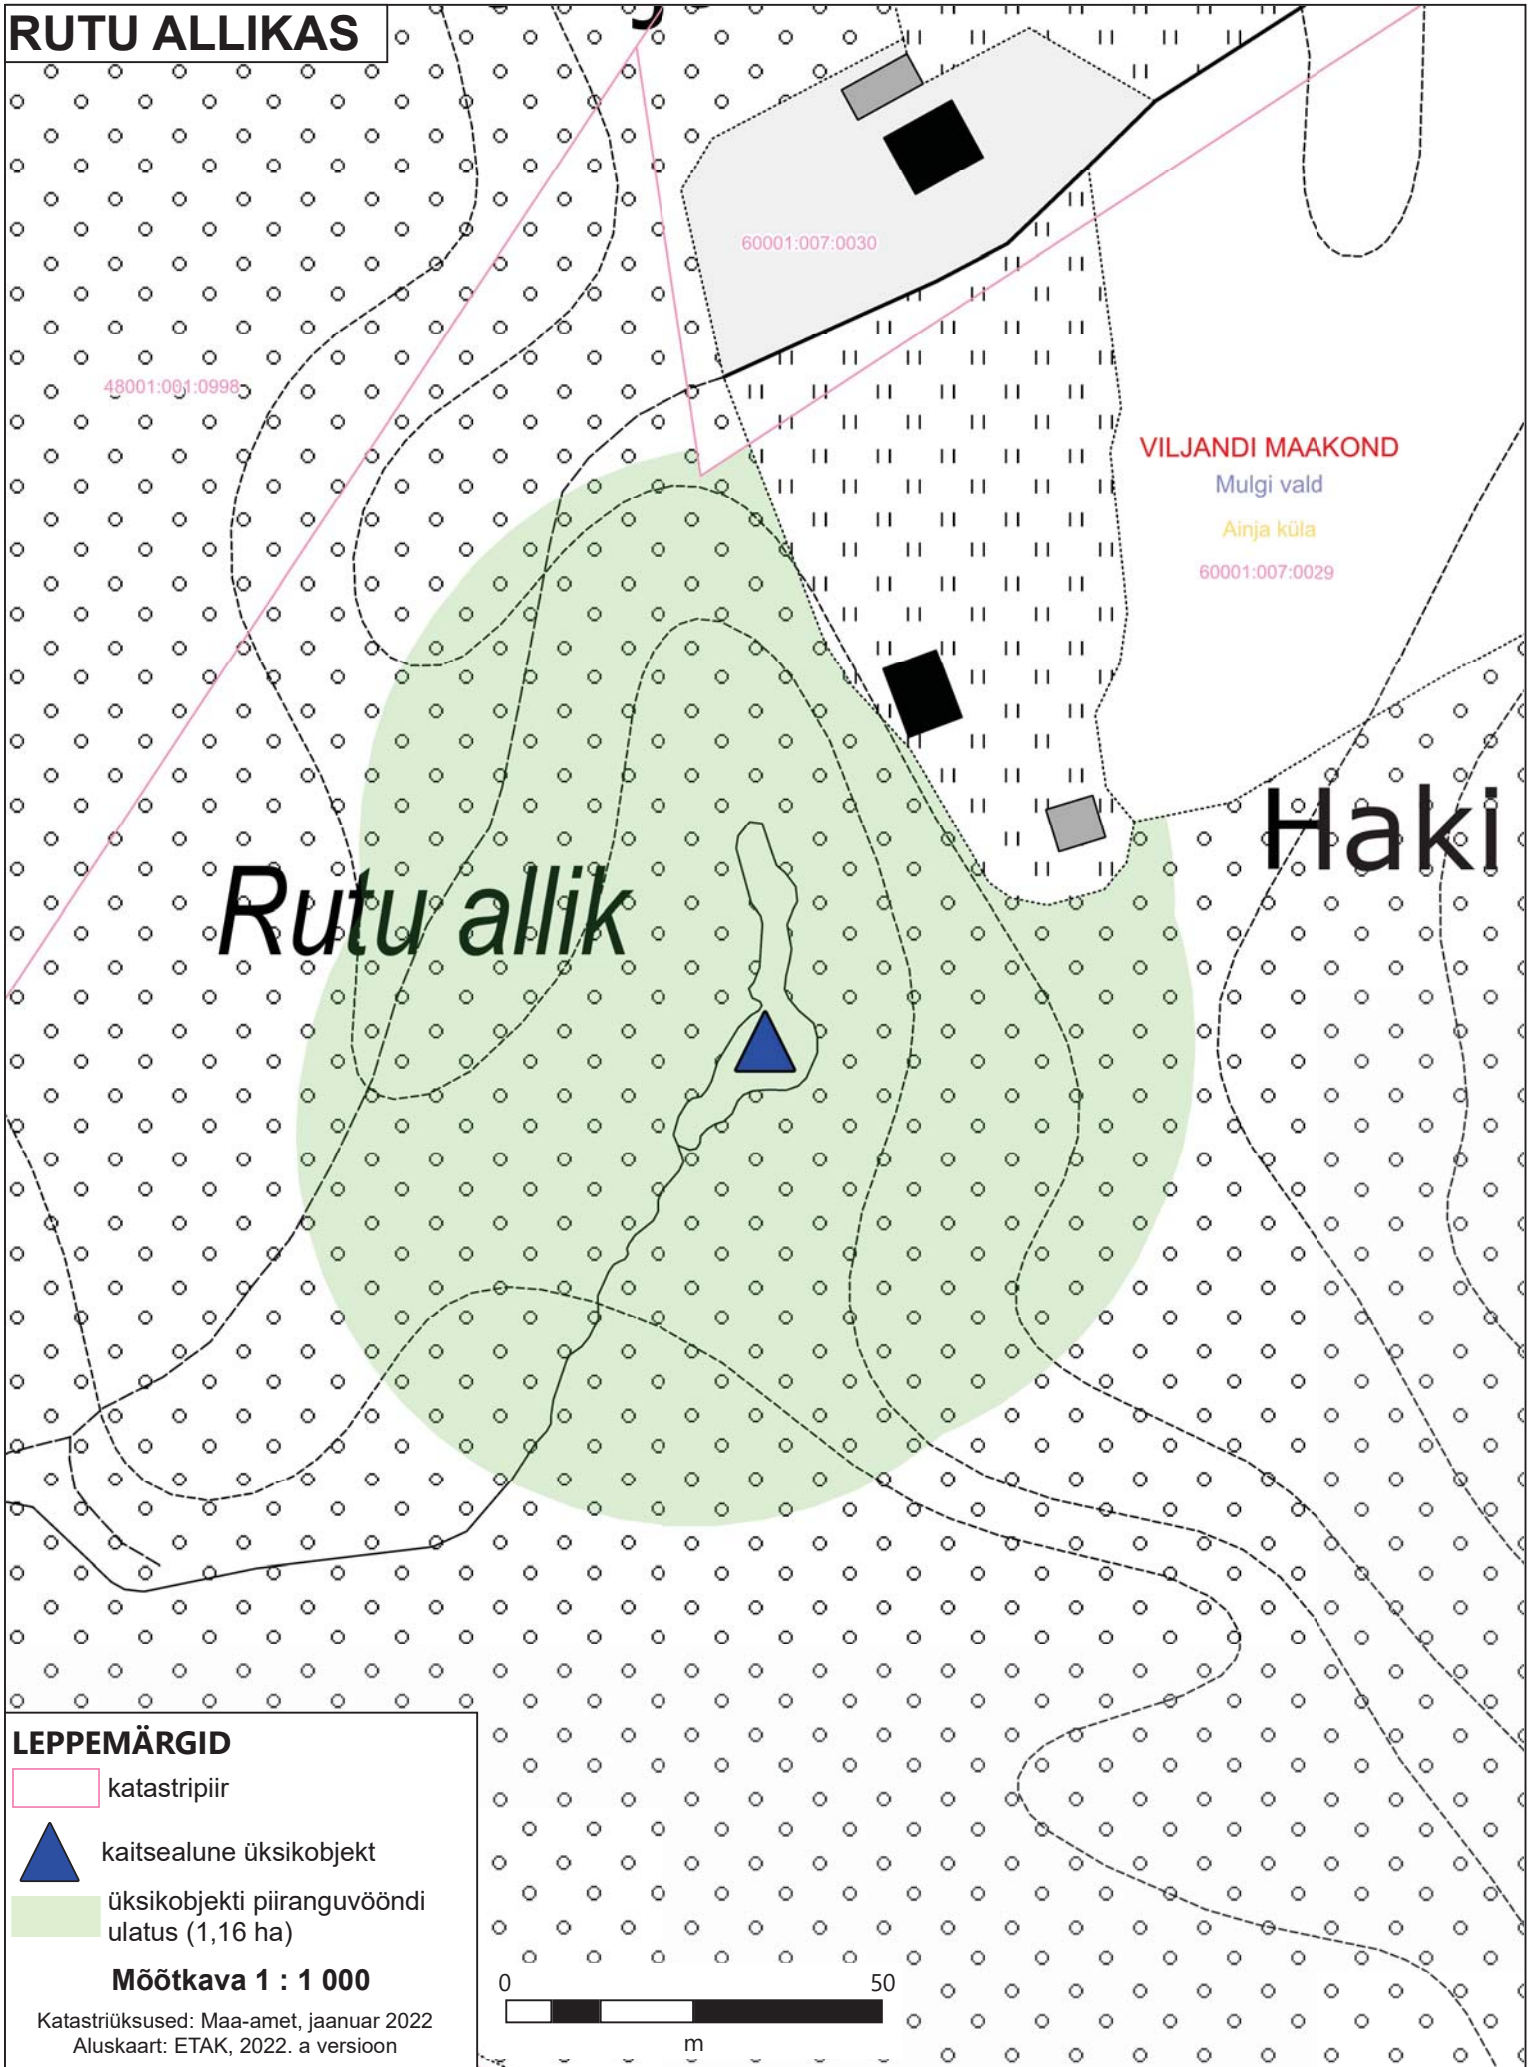 RUTU ALLIKAS
60001:007:0030
48001:001:0998
VILJANDI MAAKOND
Mulgi vald
Ainja küla
60001:007:0029
Haki
Rutu allik
LEPPEMÄRGID
katastripiir
kaitsealune üksikobjekt
üksikobjekti piiranguvööndi
ulatus (1,16 ha)
Mõõtkava 1 : 1 000
Katastriüksused: Maa-amet, jaanuar 2022
Aluskaart: ETAK, 2022. a versioon
0 50
m